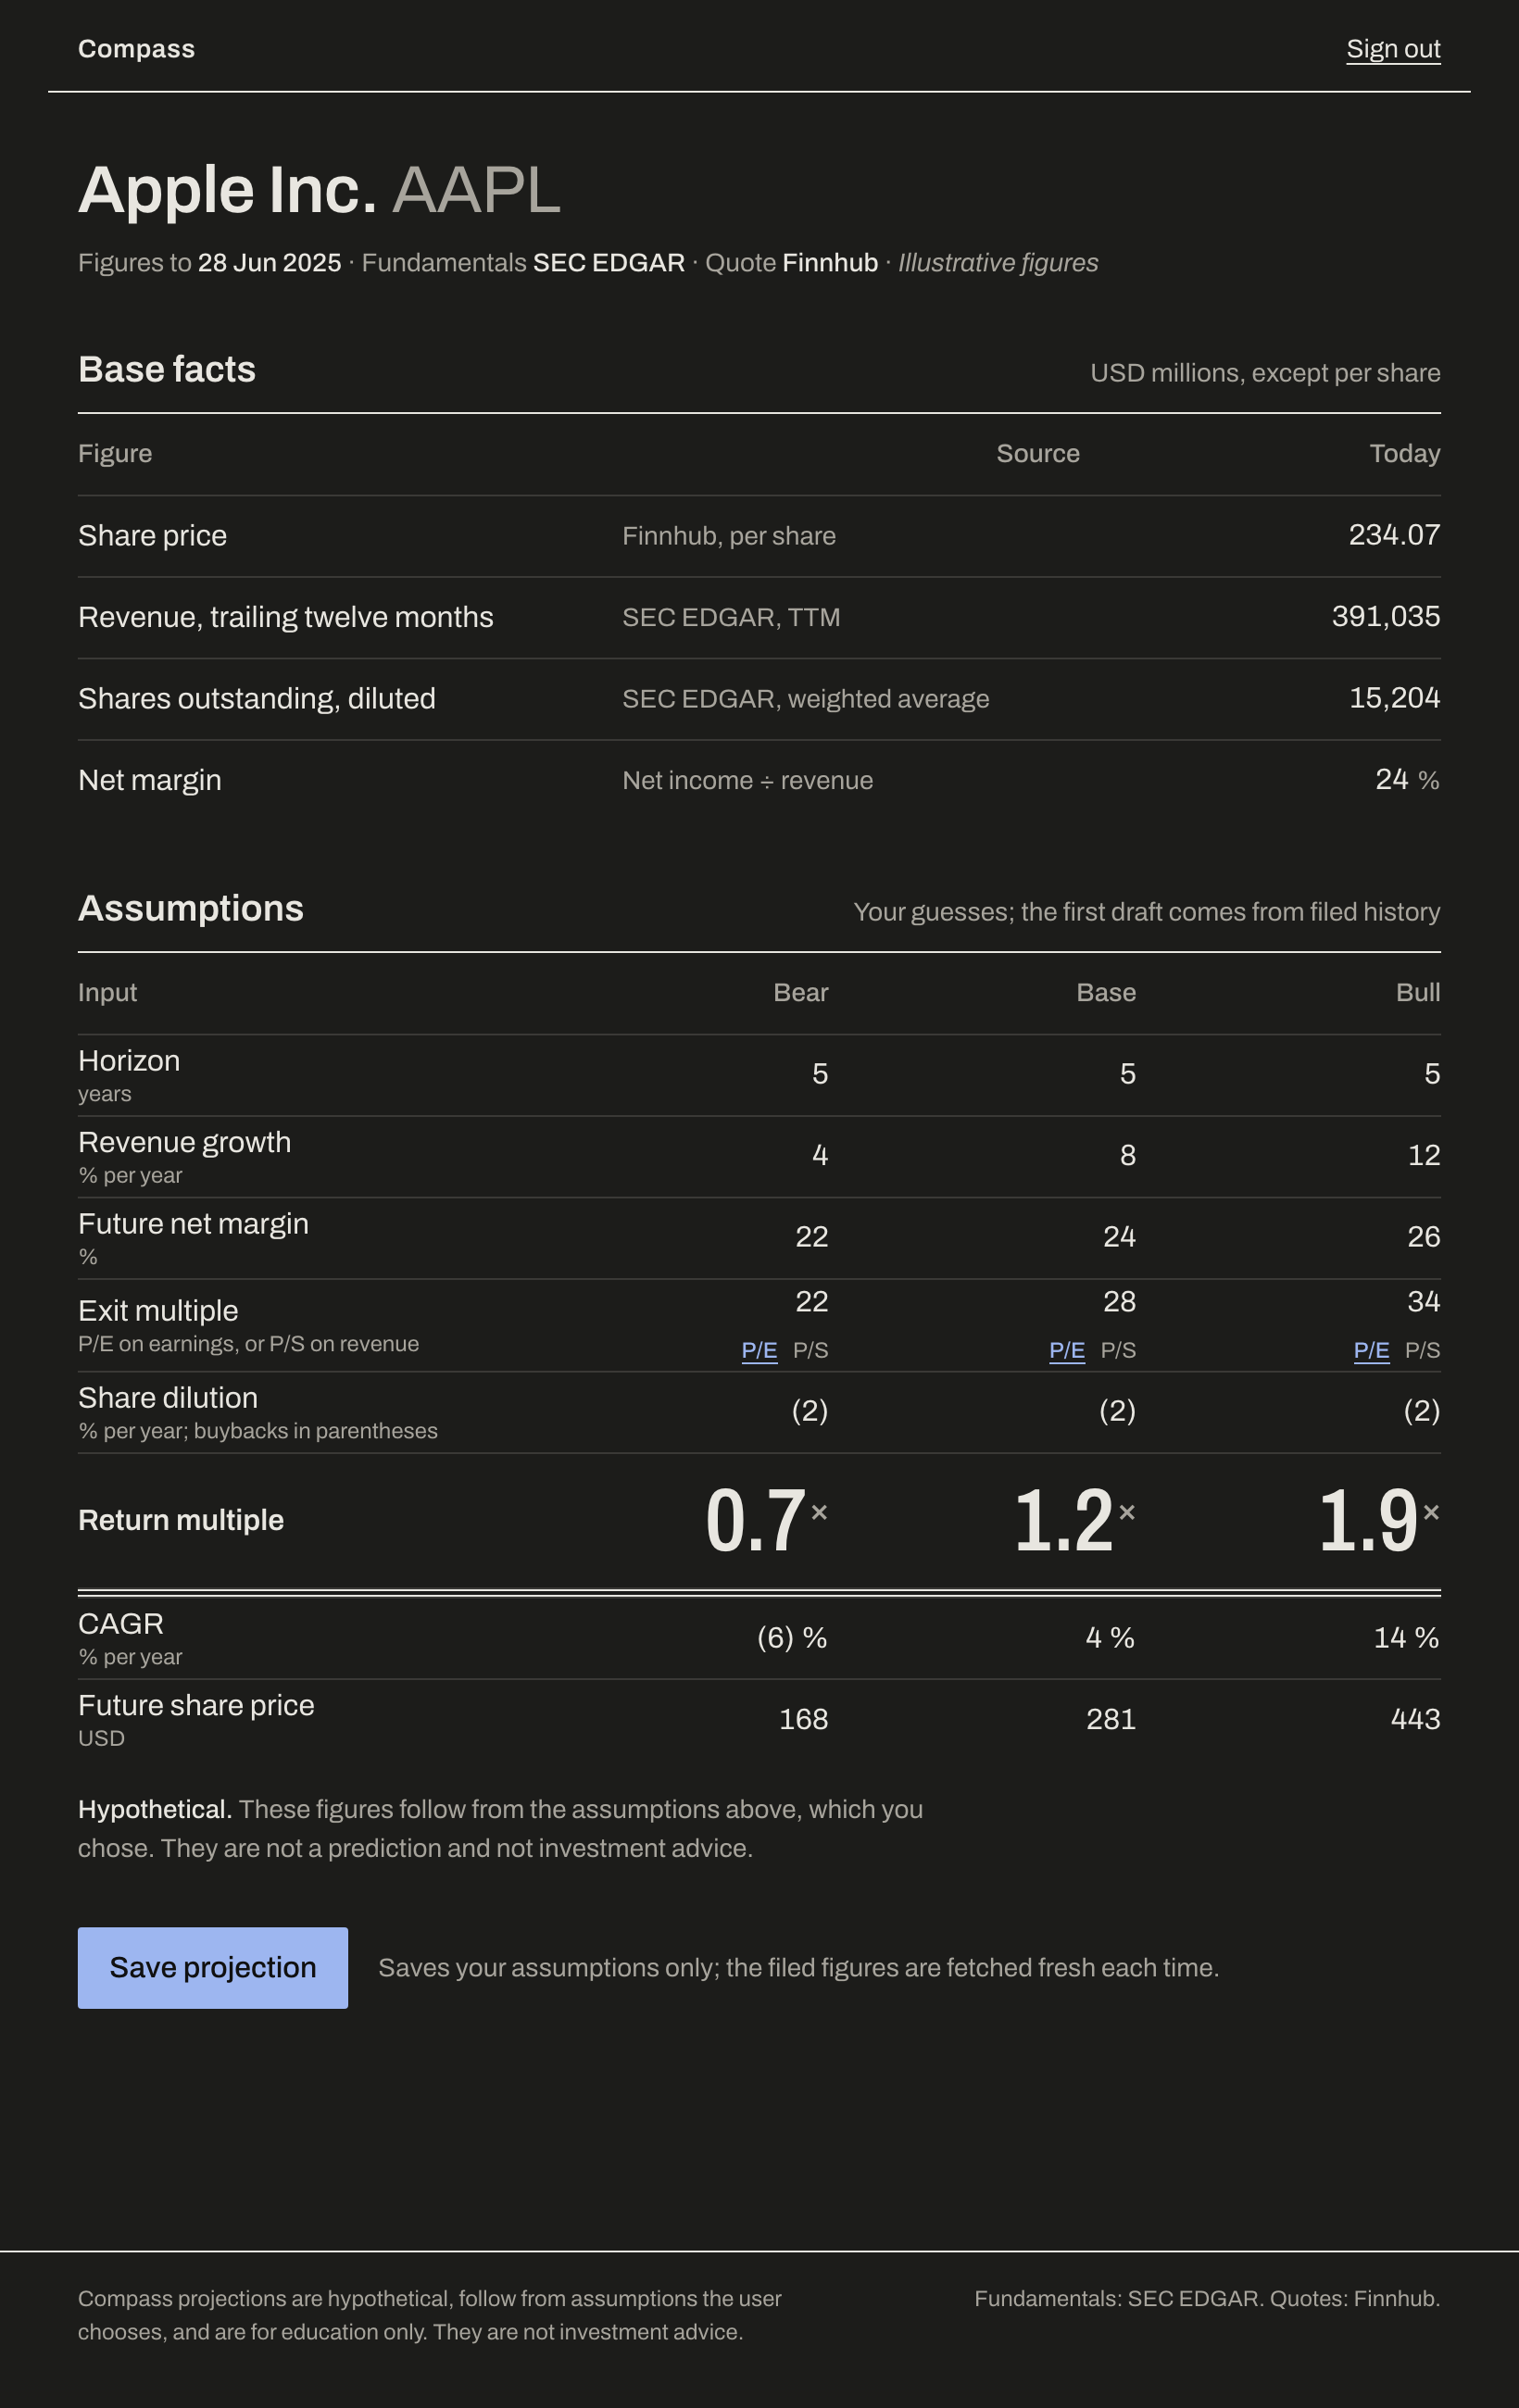 Compass
Sign out
Apple Inc. AAPL
Figures to 28 Jun 2025 · Fundamentals SEC EDGAR · Quote Finnhub · Illustrative figures
Base facts
USD millions, except per share
Figure Source Today
Share price Finnhub, per share 234.07
Revenue, trailing twelve months SEC EDGAR, TTM 391,035
Shares outstanding, diluted SEC EDGAR, weighted average 15,204
Net margin Net income ÷ revenue 24 %
Assumptions
Your guesses; the first draft comes from filed history
Input Bear Base Bull
Horizon
years
5 5 5
Revenue growth
% per year
4 8 12
Future net margin
%
22 24 26
Exit multiple
P/E on earnings, or P/S on revenue
22 28 34
P/E P/S P/E P/S P/E P/S
Share dilution
% per year; buybacks in parentheses
(2) (2) (2)
Return multiple 0.7× 1.2× 1.9×
CAGR
% per year
(6) % 4 % 14 %
Future share price
USD
168 281 443
Hypothetical. These figures follow from the assumptions above, which you
chose. They are not a prediction and not investment advice.
Save projection
Saves your assumptions only; the filed figures are fetched fresh each time.
Compass projections are hypothetical, follow from assumptions the user
chooses, and are for education only. They are not investment advice.
Fundamentals: SEC EDGAR. Quotes: Finnhub.